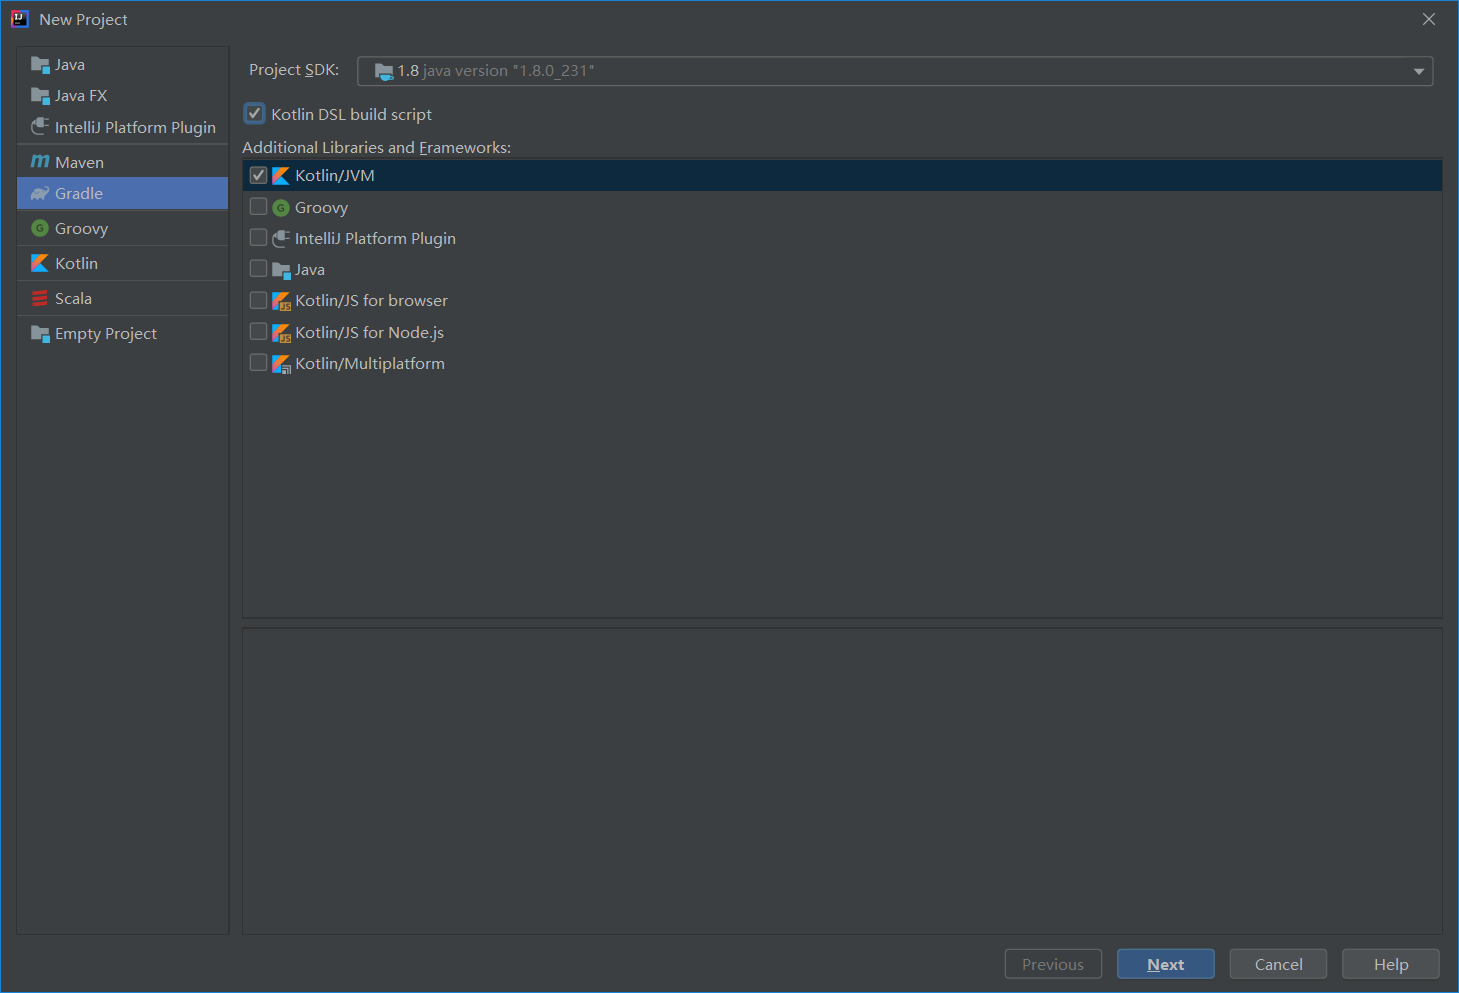 New Project
Java
Java FX
IntelliJ Platform Plugin
Maven
Gradle
Groovy
Kotlin
Scala
Empty Project
Project SDK: 1.8 java version "1.8.0_231"
Kotlin DSL build script
Additional Libraries and Frameworks:
Kotlin/JVM
Groovy
IntelliJ Platform Plugin
Java
Kotlin/JS for browser
Kotlin/JS for Node.js
Kotlin/Multiplatform
Previous Next Cancel Help